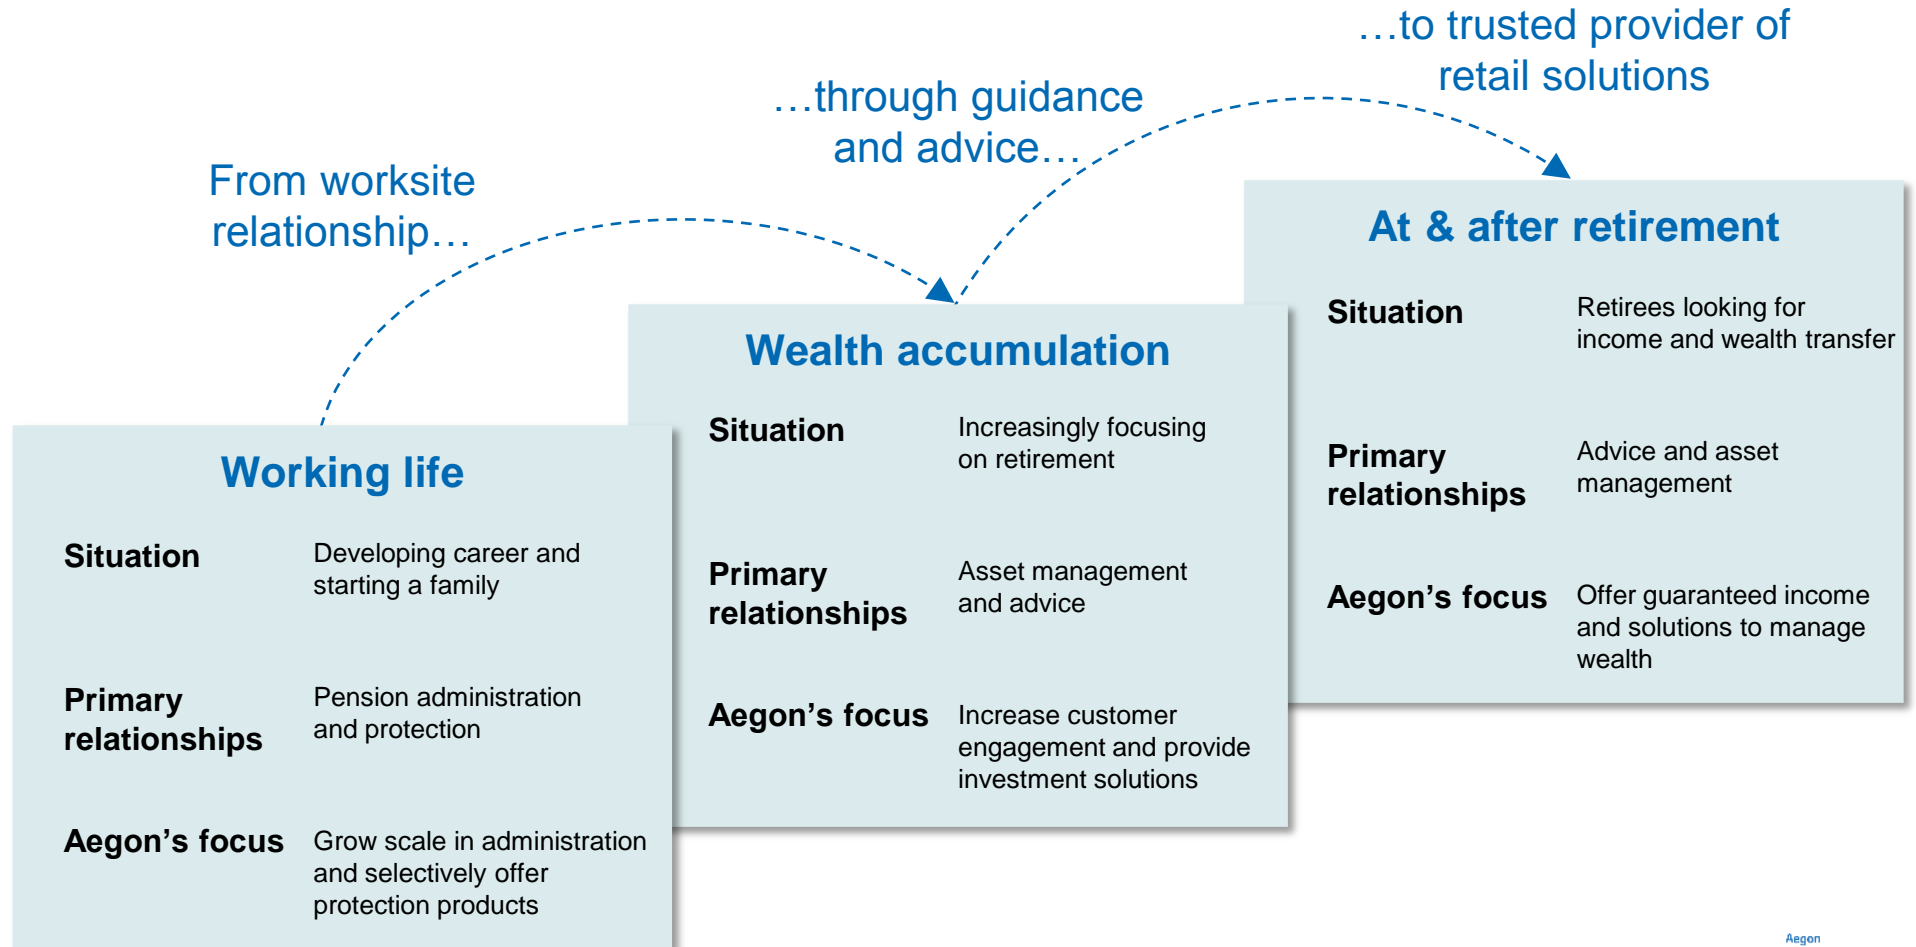 From worksite
relationship…
…through guidance
and advice…
…to trusted provider of
retail solutions
Working life
Situation
Developing career and
starting a family
Primary
relationships
Pension administration
and protection
Aegon’s focus
Grow scale in administration
and selectively offer
protection products
Wealth accumulation
Situation
Increasingly focusing
on retirement
Primary
relationships
Asset management
and advice
Aegon’s focus
Increase customer
engagement and provide
investment solutions
At & after retirement
Situation
Retirees looking for
income and wealth transfer
Primary
relationships
Advice and asset
management
Aegon’s focus
Offer guaranteed income
and solutions to manage
wealth
Aegon